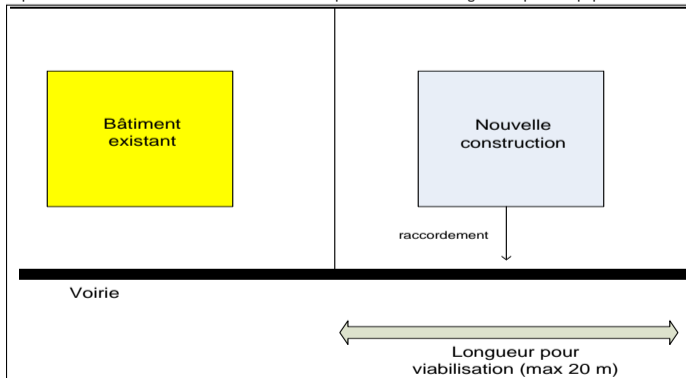 Bâtiment
existant
Nouvelle
construction
raccordement
Voirie
Longueur pour
viabilisation (max 20 m)